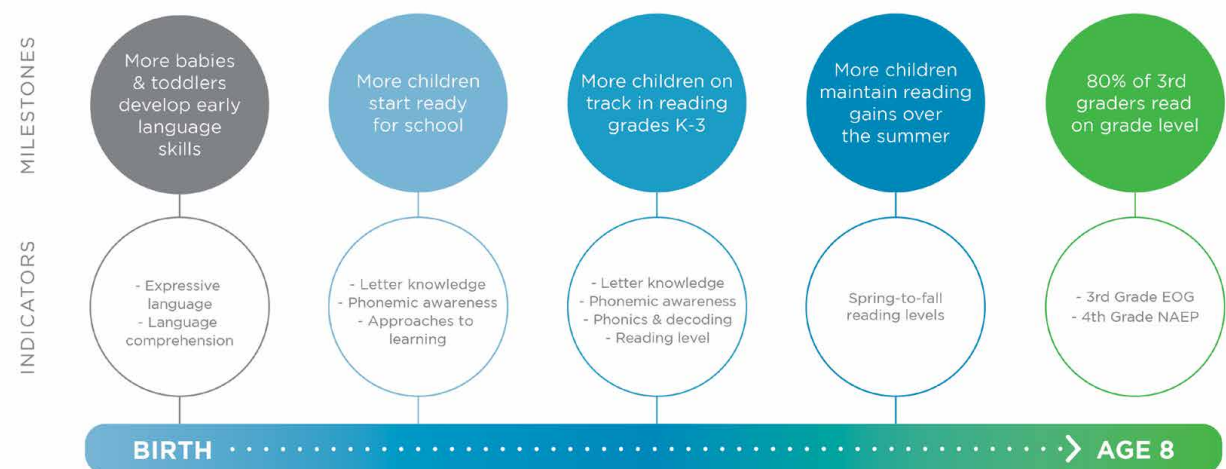 MILESTONES
More babies
& toddlers
develop early
language
skills
More children
start ready
for school
More children on
track in reading
grades K-3
More children
maintain reading
gains over
the summer
80% of 3rd
graders read
on grade level
INDICATORS
- Expressive
language
- Language
comprehension
- Letter knowledge
- Phonemic awareness
- Approaches to
learning
- Letter knowledge
- Phonemic awareness
- Phonics & decoding
- Reading level
Spring-to-fall
reading levels
- 3rd Grade EOG
- 4th Grade NAEP
BIRTH
AGE 8